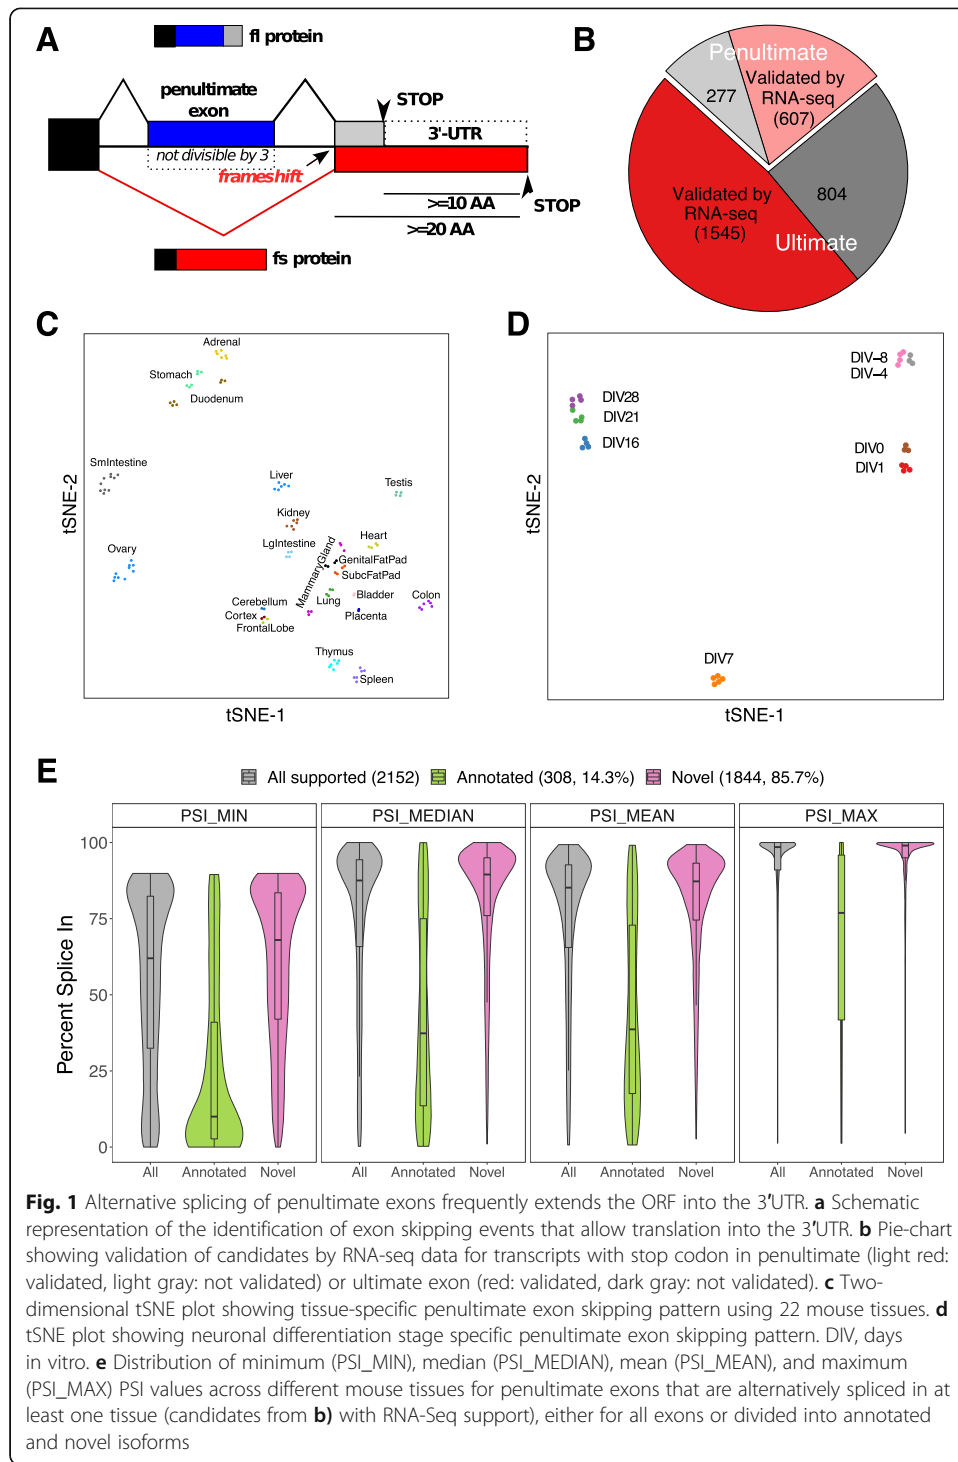 A
fl protein
penultimate
exon
STOP
3'-UTR
not divisible by 3
frameshift
>=10 AA
STOP
>=20 AA
fs protein
B
Penultimate
277
Validated by
RNA-seq
(607)
Validated by
RNA-seq
(1545)
804
Ultimate
C
Adrenal
Stomach
Duodenum
SmIntestine
Liver
Testis
Kidney
Ovary
LgIntestine
MammaryGland
Heart
GenitalFatPad
SubcFatPad
Cerebellum
Lung
Bladder
Colon
Cortex
Placenta
FrontalLobe
Thymus
Spleen
tSNE-2
tSNE-1
D
DIV–8
DIV–4
DIV28
DIV21
DIV16
DIV0
DIV1
DIV7
tSNE-2
tSNE-1
E
All supported (2152) Annotated (308, 14.3%) Novel (1844, 85.7%)
PSI_MIN PSI_MEDIAN PSI_MEAN PSI_MAX
Percent Splice In
100
75
50
25
0
All Annotated Novel All Annotated Novel All Annotated Novel All Annotated Novel
Fig. 1 Alternative splicing of penultimate exons frequently extends the ORF into the 3′UTR. a Schematic
representation of the identification of exon skipping events that allow translation into the 3′UTR. b Pie-chart
showing validation of candidates by RNA-seq data for transcripts with stop codon in penultimate (light red:
validated, light gray: not validated) or ultimate exon (red: validated, dark gray: not validated). c Two-
dimensional tSNE plot showing tissue-specific penultimate exon skipping pattern using 22 mouse tissues. d
tSNE plot showing neuronal differentiation stage specific penultimate exon skipping pattern. DIV, days
in vitro. e Distribution of minimum (PSI_MIN), median (PSI_MEDIAN), mean (PSI_MEAN), and maximum
(PSI_MAX) PSI values across different mouse tissues for penultimate exons that are alternatively spliced in at
least one tissue (candidates from b) with RNA-Seq support), either for all exons or divided into annotated
and novel isoforms